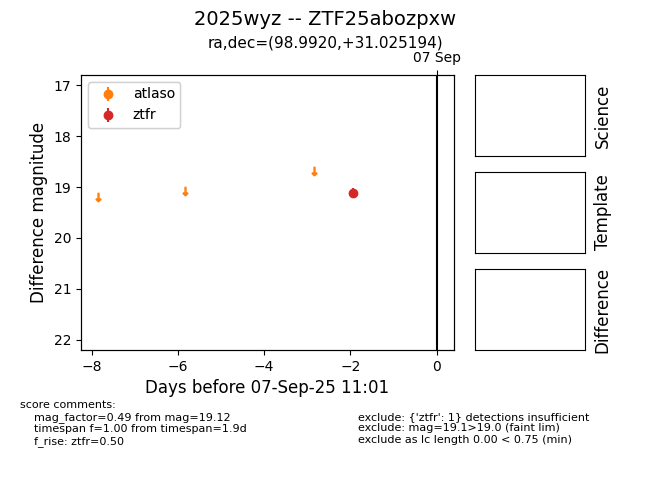 2025wyz -- ZTF25abozpxw
ra,dec=(98.9920,+31.025194)
07 Sep
atlaso
ztfr
17
18
19
20
21
22
Difference magnitude
−8
−6
−4
−2
0
Days before 07-Sep-25 11:01
Science
Template
Difference
score comments:
mag_factor=0.49 from mag=19.12
timespan f=1.00 from timespan=1.9d
f_rise: ztfr=0.50
exclude: {'ztfr': 1} detections insufficient
exclude: mag=19.1>19.0 (faint lim)
exclude as lc length 0.00 < 0.75 (min)